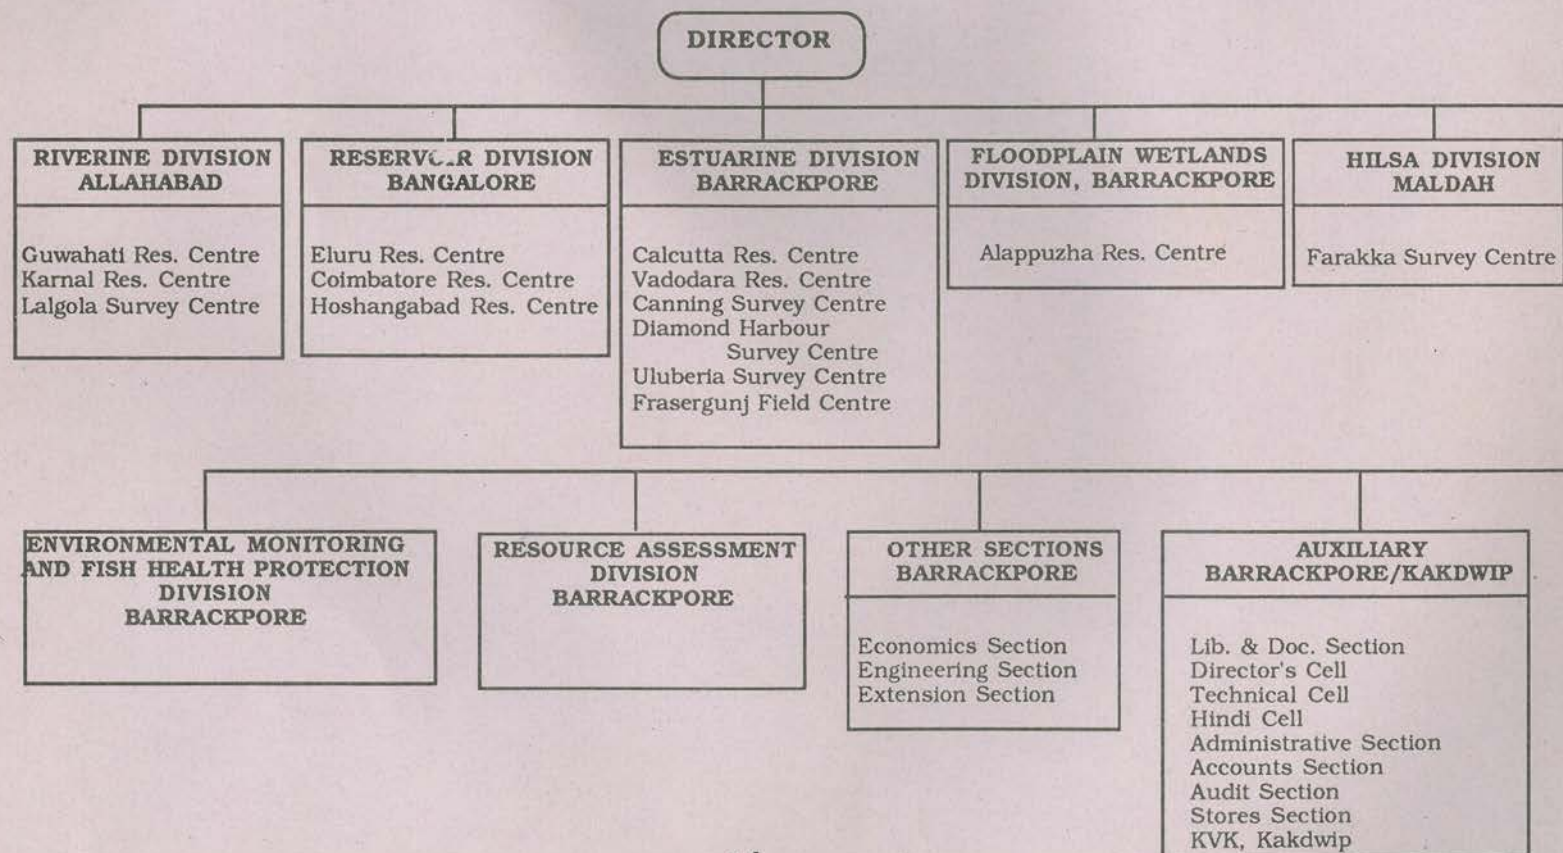 DIRECTOR
RIVERINE DIVISION
ALLAHABAD
Guwahati Res. Centre
Karnal Res. Centre
Lalgola Survey Centre
DIVISION
BANGALORE
Eluru Res. Centre
Coimbatore Res. Centre
Hoshangabad Res. Centre
ESTUARINE DIVISION
BARRACKPORE
Calcutta Res. Centre
Vadodara Res. Centre
Canning Survey Centre
Diamond Harbour
Survey Centre
Uluberia Survey Centre
Frasergunj Field Centre
FLOODPLAIN WETLANDS
DIVISION, BARRACKPORE
Alappuzha Res. Centre
HILSA DIVISION
MALDAH
Farakka Survey Centre
ENVIRONMENTAL MONITORING
AND FISH HEALTH PROTECTION
DIVISION
BARRACKPORE
RESOURCE ASSESSMENT
DIVISION
BARRACKPORE
OTHER SECTIONS
BARRACKPORE
Economics Section
Engineering Section
Extension Section
AUXILIARY
BARRACKPORE/KAKDWIP
Lib. & Doc. Section
Director's Cell
Technical Cell
Hindi Cell
Administrative Section
Accounts Section
Audit Section
Stores Section
KVK, Kakdwip